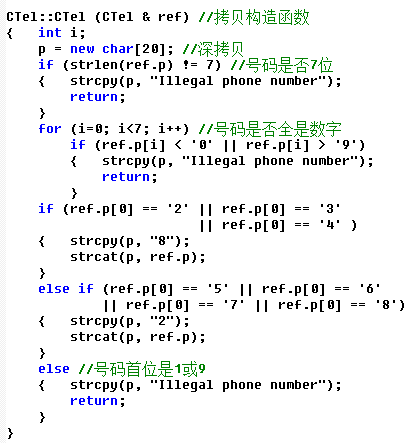 CTel::CTel (CTel & ref) //拷贝构造函数
{   int i;
    p = new char[20]; //深拷贝
    if (strlen(ref.p) != 7) //号码是否7位
    {   strcpy(p, "Illegal phone number");
        return;
    }
    for (i=0; i<7; i++) //号码是否全是数字
        if (ref.p[i] < '0' || ref.p[i] > '9')
        {   strcpy(p, "Illegal phone number");
            return;
        }
    if (ref.p[0] == '2' || ref.p[0] == '3'
                        || ref.p[0] == '4' )
    {   strcpy(p, "8");
        strcat(p, ref.p);
    }
    else if (ref.p[0] == '5' || ref.p[0] == '6'
            || ref.p[0] == '7' || ref.p[0] == '8')
    {   strcpy(p, "2");
        strcat(p, ref.p);
    }
    else //号码首位是1或9
    {   strcpy(p, "Illegal phone number");
        return;
    }
}